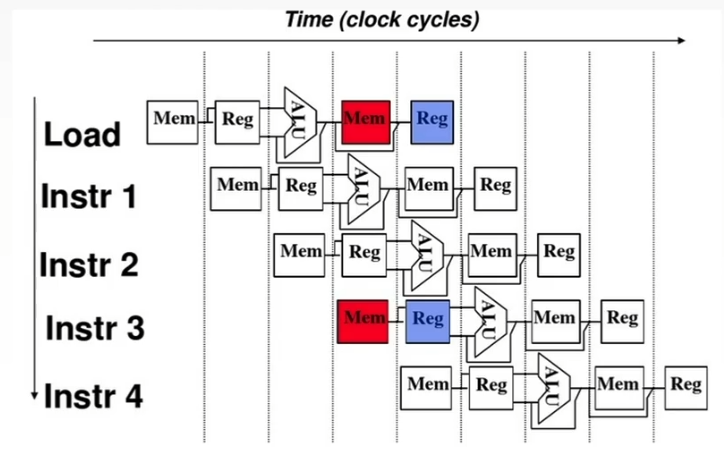 Time (clock cycles)
Load Mem Reg ALU Mem Reg
Instr 1 Mem Reg ALU Mem Reg
Instr 2 Mem Reg ALU Mem Reg
Instr 3 Mem Reg ALU Mem Reg
Instr 4 Mem Reg ALU Mem Reg